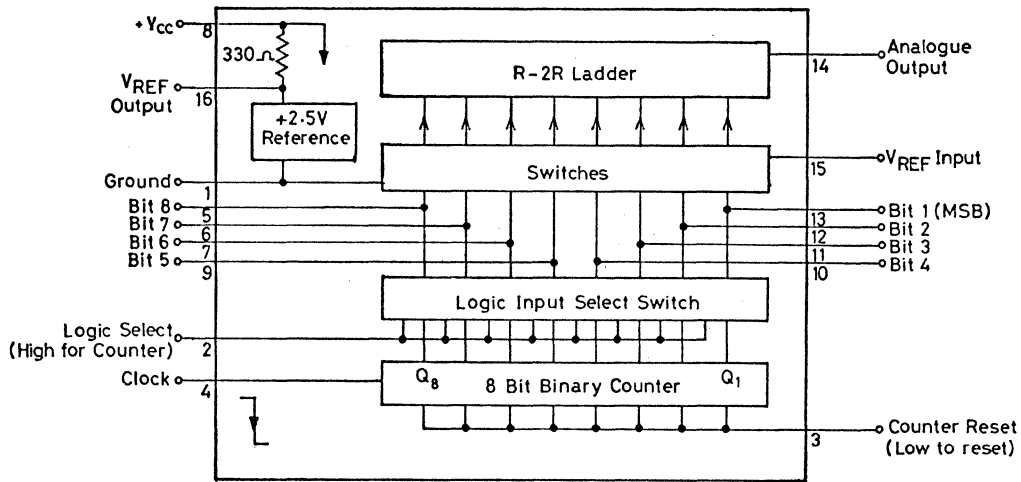 +Vcc
8
330Ω
VREF
Output
16
+2·5V
Reference
R-2R Ladder
14
Analogue
Output
Switches
15
VREF Input
Ground
1
Bit 8
5
Bit 7
6
Bit 6
7
Bit 5
9
Bit 1 (MSB)
13
Bit 2
12
Bit 3
11
Bit 4
10
Logic Input Select Switch
Logic Select
(High for Counter)
2
Clock
4
Q8
8 Bit Binary Counter
Q1
3
Counter Reset
(Low to reset)